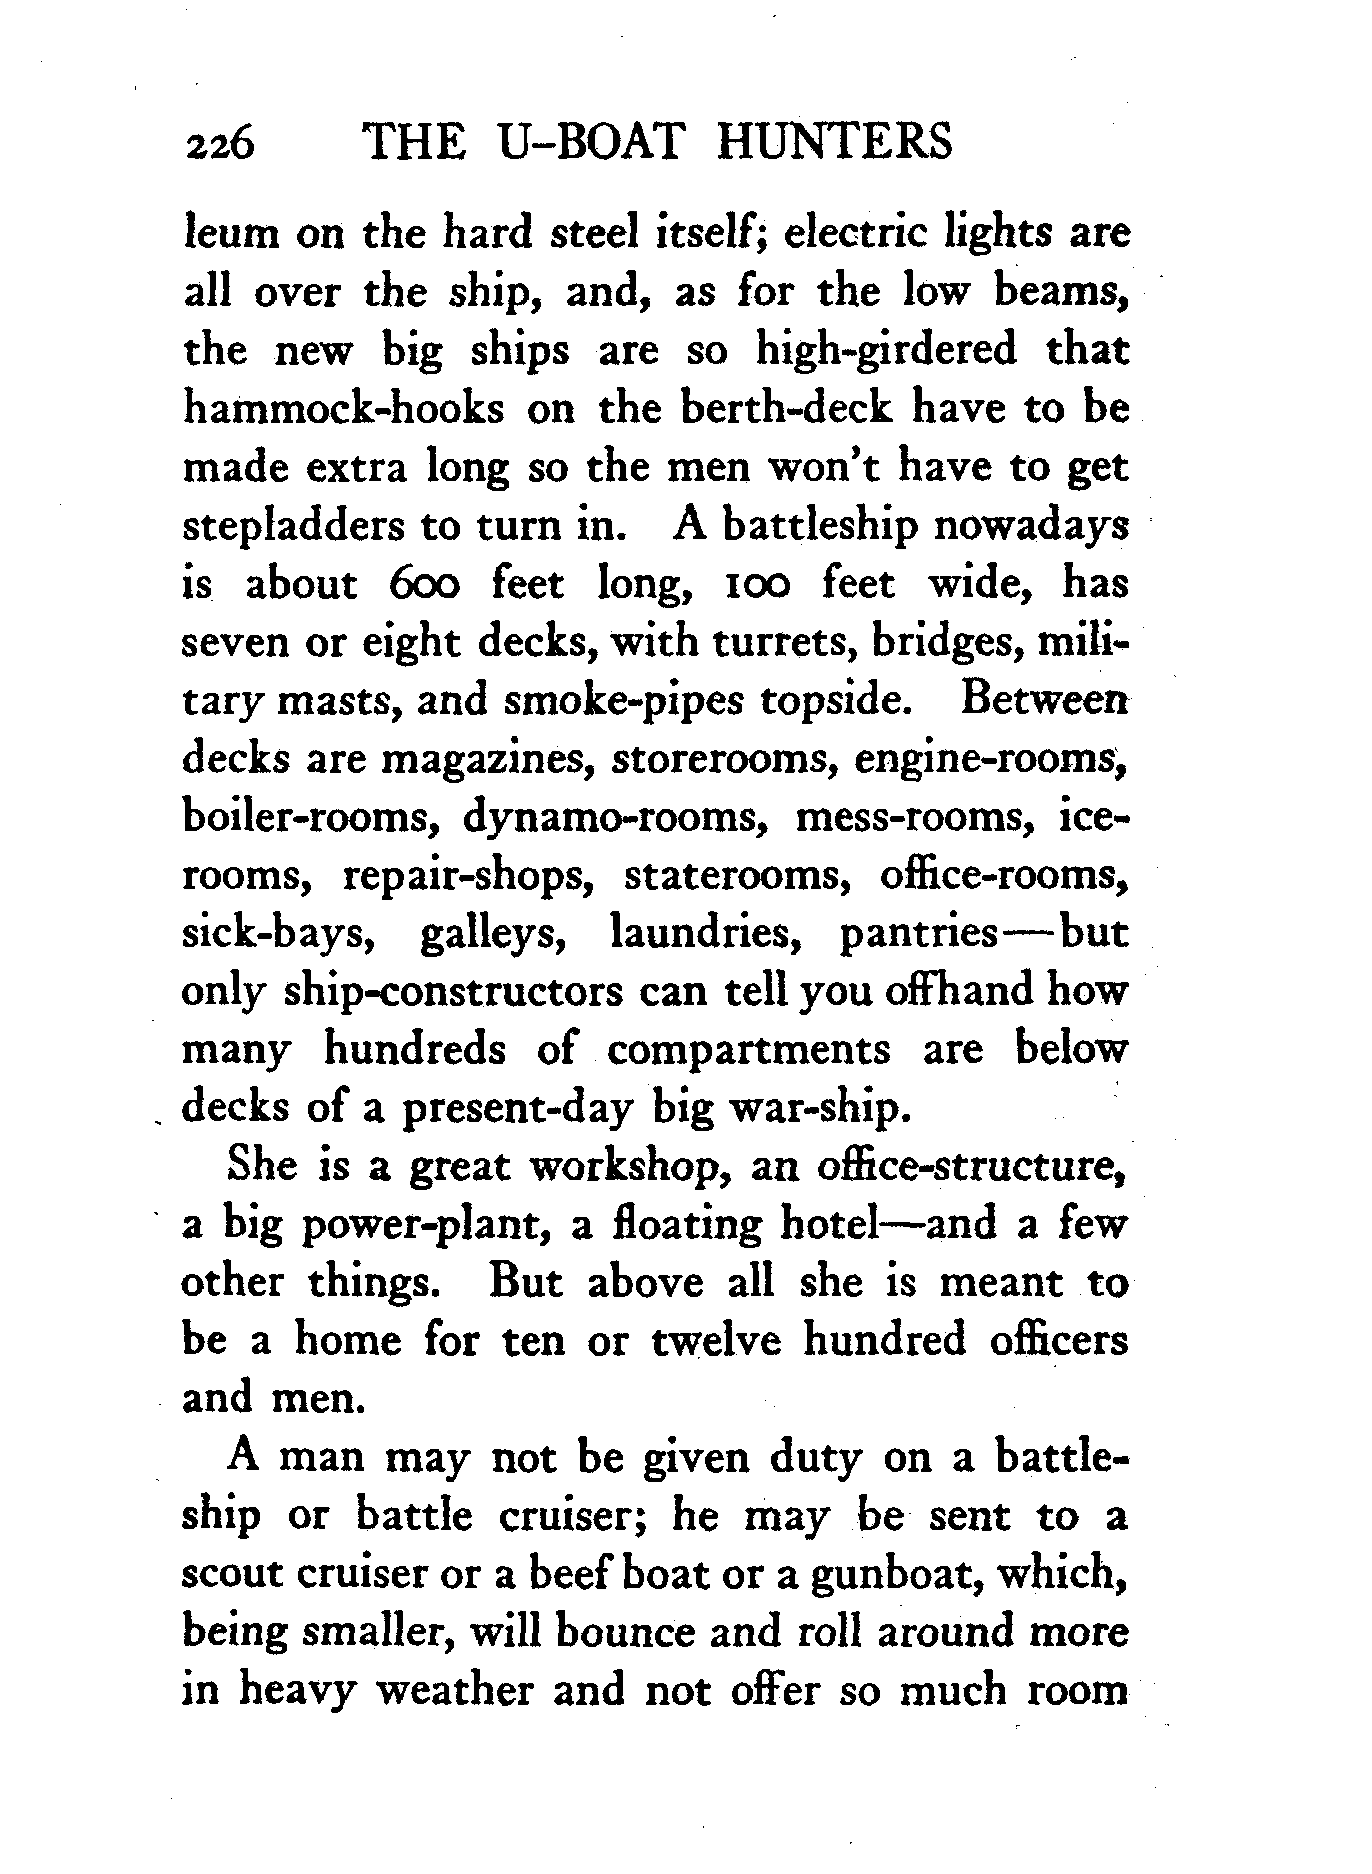 226 THE U-BOAT HUNTERS
leum on the hard steel itself; electric lights are
all over the ship, and, as for the low beams,
the new big ships are so high-girdered that
hammock-hooks on the berth-deck have to be
made extra long so the men won't have to get
stepladders to turn in. A battleship nowadays
is about 600 feet long, 100 feet wide, has
seven or eight decks, with turrets, bridges, mili-
tary masts, and smoke-pipes topside. Between
decks are magazines, storerooms, engine-rooms,
boiler-rooms, dynamo-rooms, mess-rooms, ice-
rooms, repair-shops, staterooms, office-rooms,
sick-bays, galleys, laundries, pantries—but
only ship-constructors can tell you offhand how
many hundreds of compartments are below
decks of a present-day big war-ship.
She is a great workshop, an office-structure,
a big power-plant, a floating hotel—and a few
other things. But above all she is meant to
be a home for ten or twelve hundred officers
and men.
A man may not be given duty on a battle-
ship or battle cruiser; he may be sent to a
scout cruiser or a beef boat or a gunboat, which,
being smaller, will bounce and roll around more
in heavy weather and not offer so much room